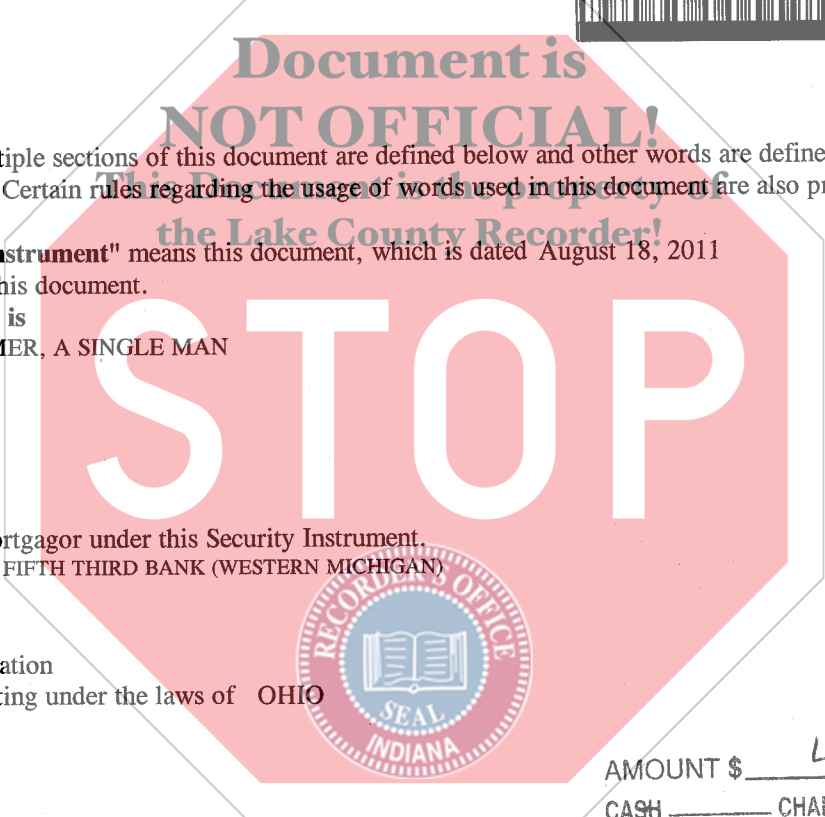 Document is
NOT OFFICIAL!
tiple sections of this document are defined below and other words are define
Certain rules regarding the usage of words used in this document are also pr
This Document is the property of
the Lake County Recorder!
nstrument" means this document, which is dated August 18, 2011
his document.
is
MER, A SINGLE MAN
STOP
rtgagor under this Security Instrument.
FIFTH THIRD BANK (WESTERN MICHIGAN)
RECORDER'S OFFICE
ation
ting under the laws of OHIO
SEAL
INDIANA
AMOUNT $
CASH CHA